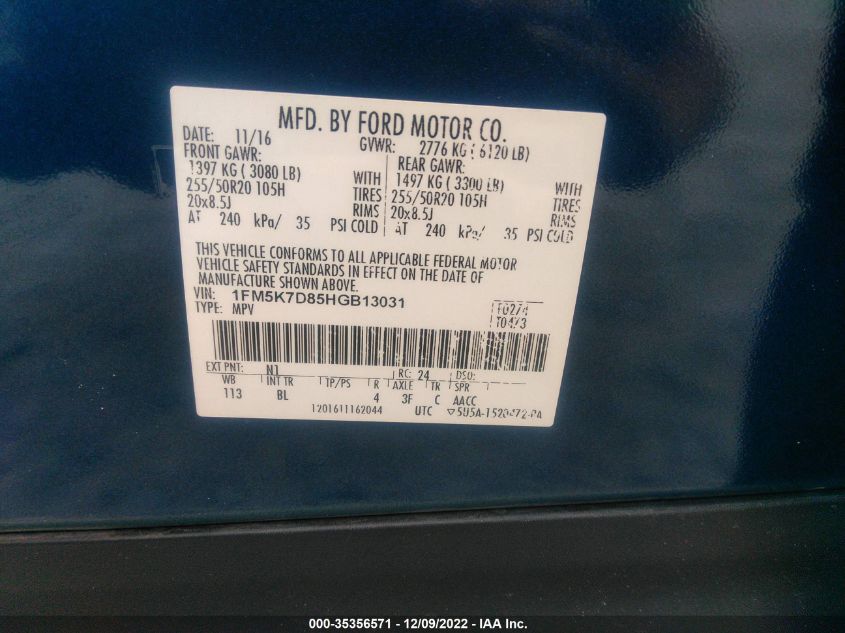 MFD. BY FORD MOTOR CO.
DATE: 11/16 GVWR: 2776 KG ( 6120 LB)
FRONT GAWR: REAR GAWR:
1397 KG ( 3080 LB) WITH 1497 KG ( 3300 LB) WITH
255/50R20 105H TIRES 255/50R20 105H TIRES
20x8.5J RIMS 20x8.5J RIMS
AT 240 kPa/ 35 PSI COLD AT 240 kPa/ 35 PSI COLD
THIS VEHICLE CONFORMS TO ALL APPLICABLE FEDERAL MOTOR
VEHICLE SAFETY STANDARDS IN EFFECT ON THE DATE OF
MANUFACTURE SHOWN ABOVE.
VIN: 1FM5K7D85HGB13031
TYPE: MPV
T0274
T0473
EXT PNT: N1 RC: 24 DSO:
WB INT TR TP/PS R AXLE TR SPR
113 BL 4 3F C AACC
1201611162044 UTC
000-35356571 - 12/09/2022 - IAA Inc.